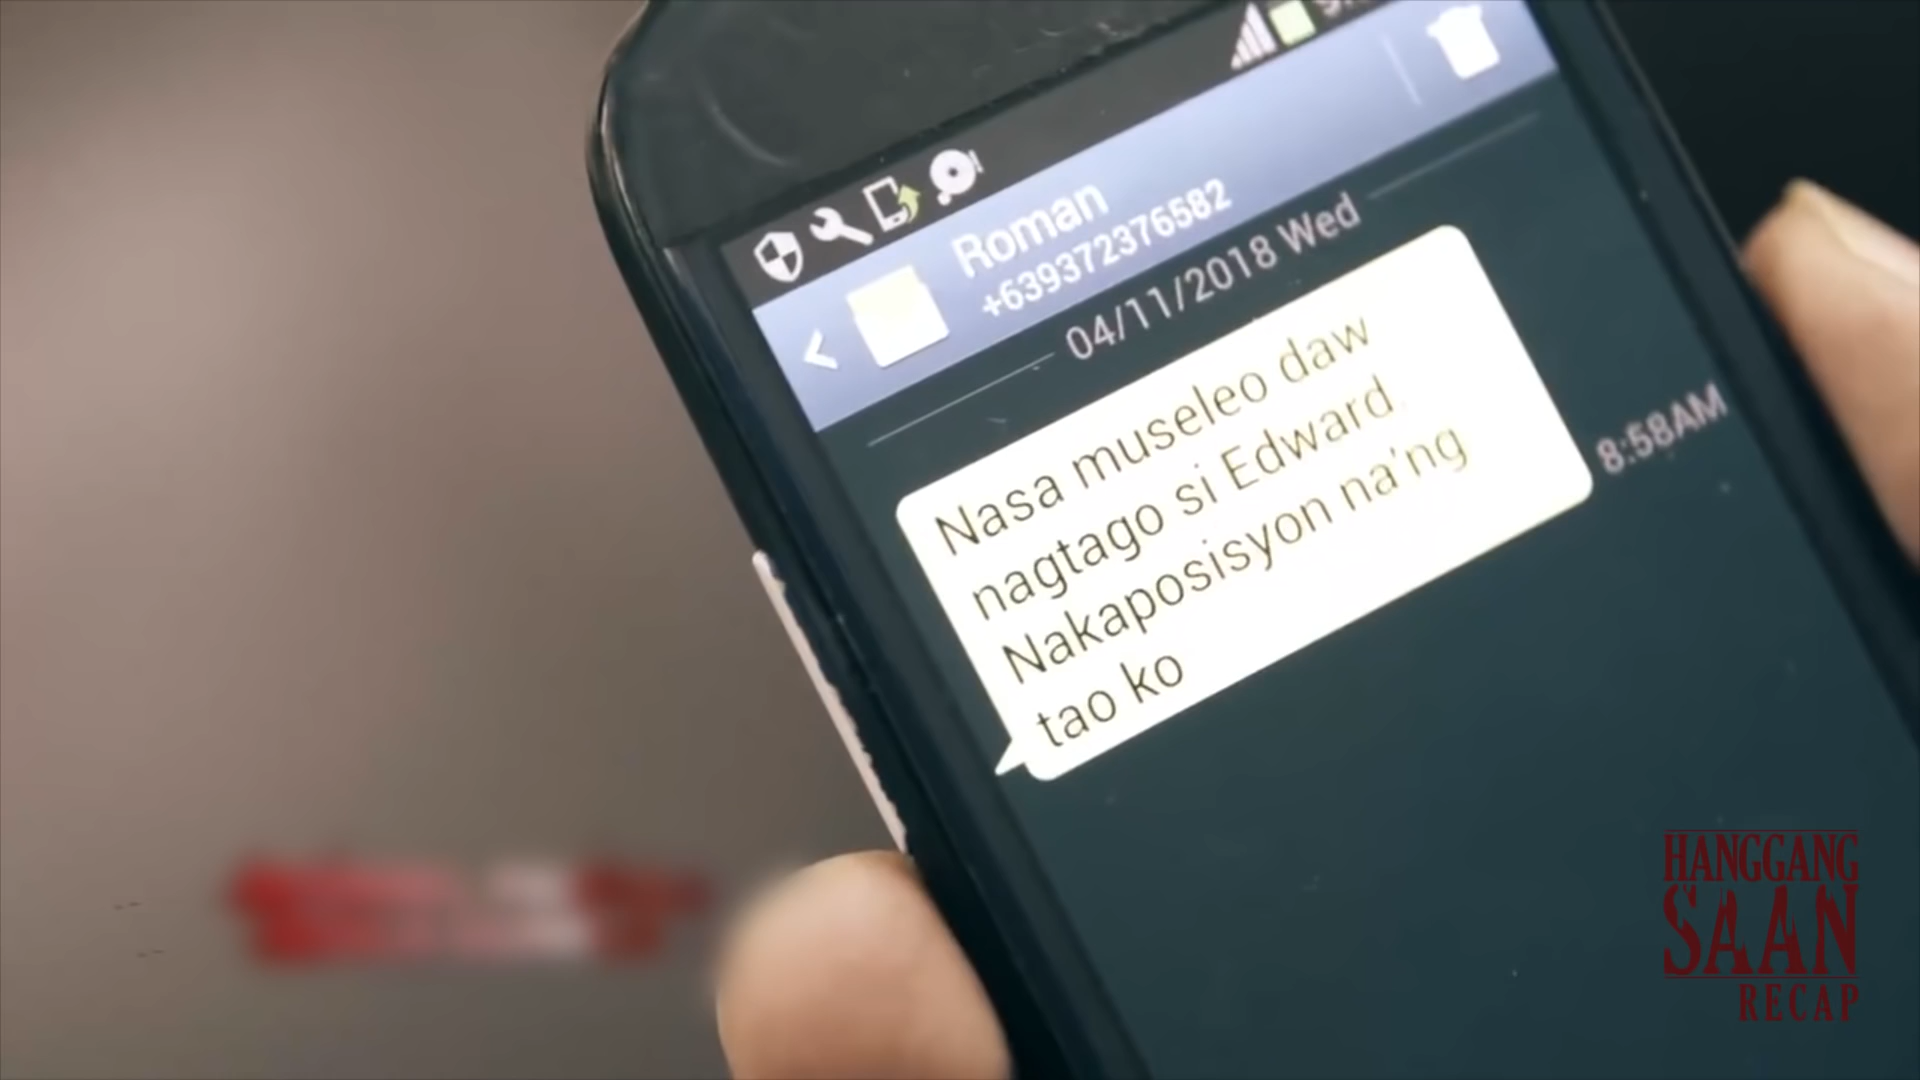 Roman
+639372376582
04/11/2018 Wed
Nasa museleo daw
nagtago si Edward.
Nakaposisyon na'ng
tao ko
8:58AM
HANGGANG
SAAN
RECAP